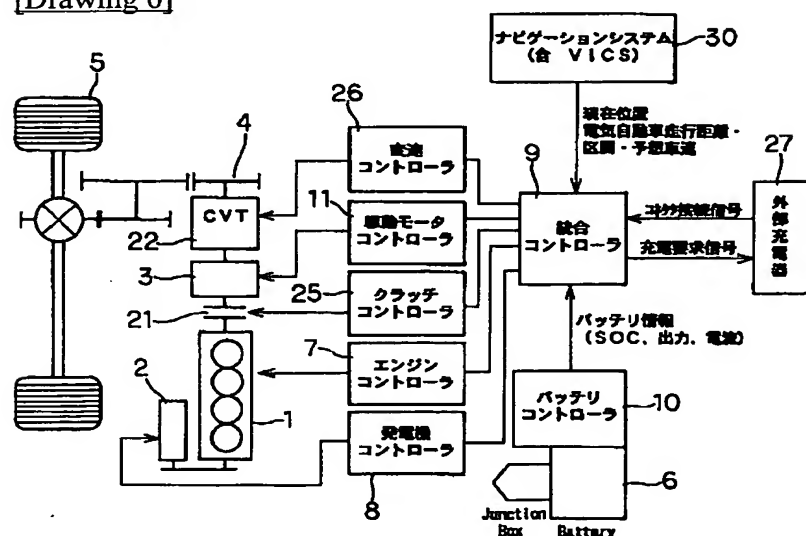 [Drawing 6]
ナビゲーションシステム
(含 VICS)
30
5
26
4
変速
コントローラ
現在位置
電気自動車走行距離・
区間・予想車速
9
27
CVT
22
11
駆動モータ
コントローラ
統合
コントローラ
コネクタ接続信号
充電要求信号
外部充電器
3
25
21
クラッチ
コントローラ
バッテリ情報
(SOC、出力、電流)
7
エンジン
コントローラ
2
1
バッテリ
コントローラ
10
発電機
コントローラ
8
6
Junction
Box
Battery